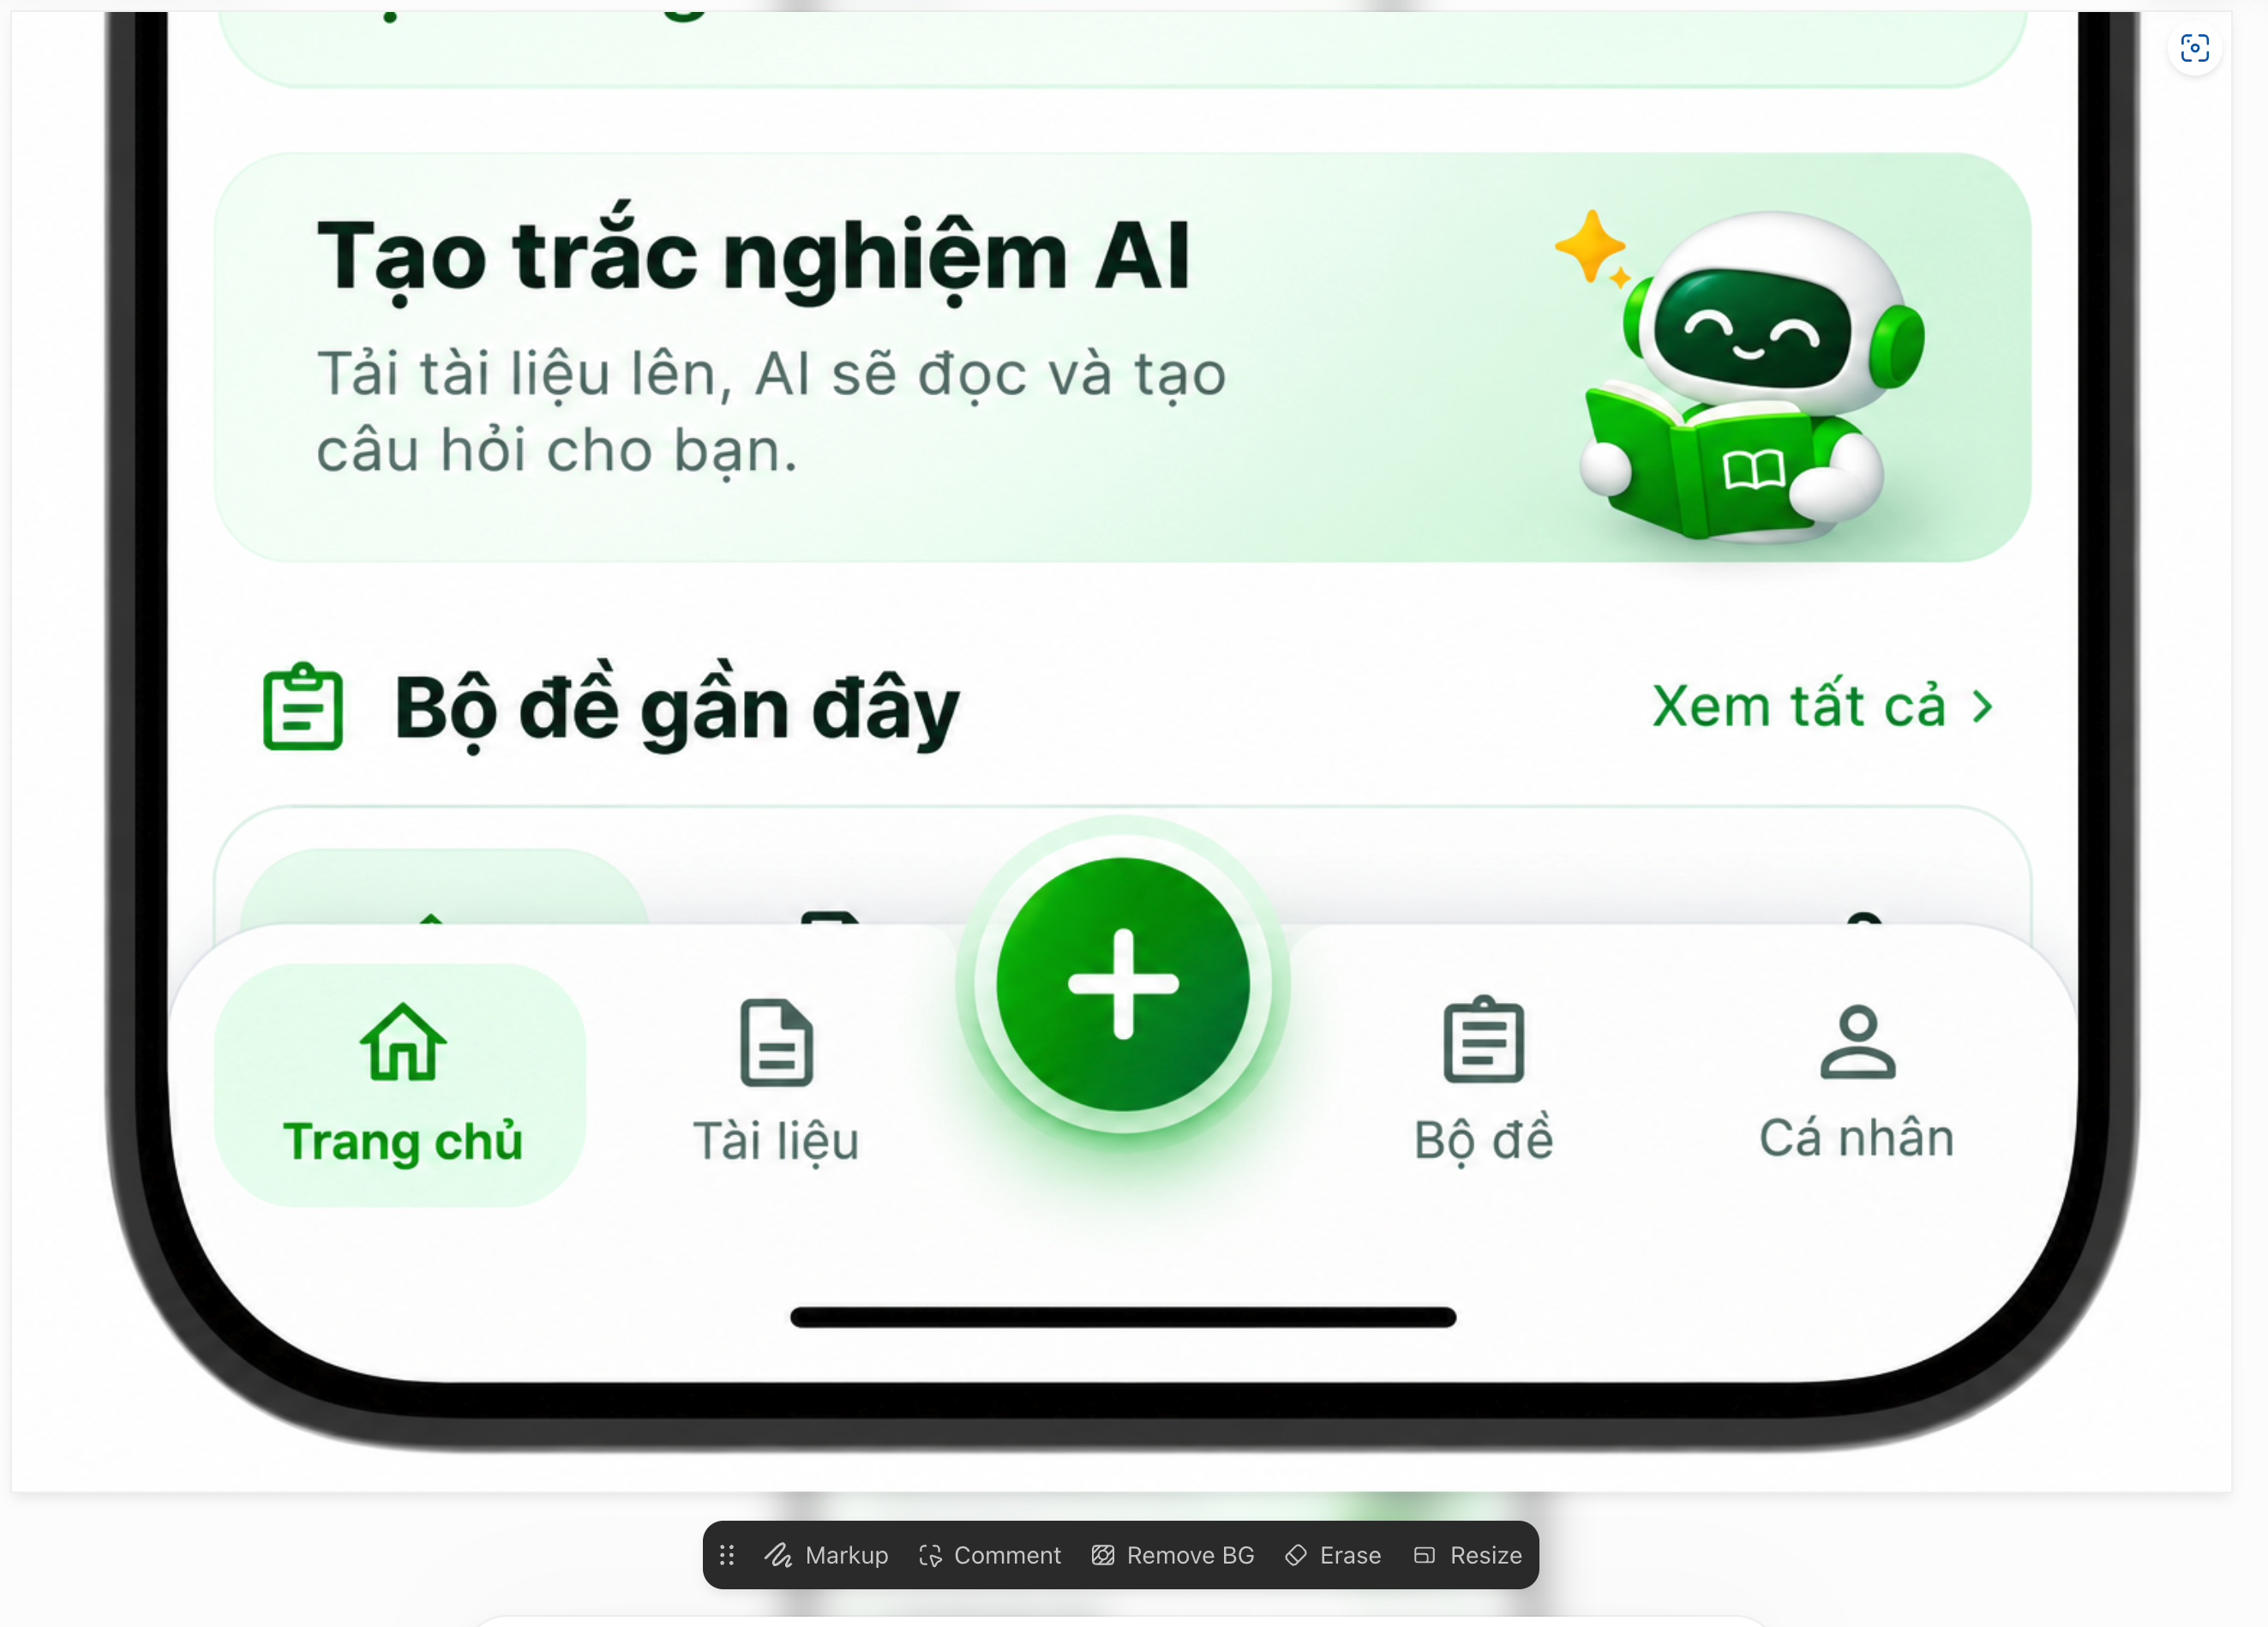 Tạo trắc nghiệm AI
Tải tài liệu lên, AI sẽ đọc và tạo
câu hỏi cho bạn.
Bộ đề gần đây
Xem tất cả
Trang chủ
Tài liệu
Bộ đề
Cá nhân
Markup
Comment
Remove BG
Erase
Resize